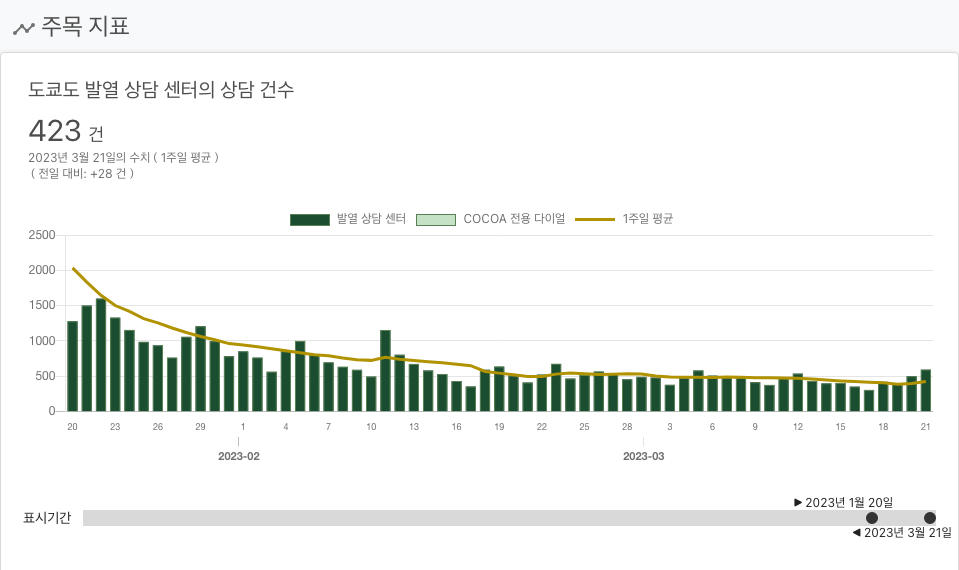 주목 지표
도쿄도 발열 상담 센터의 상담 건수
423 건
2023년 3월 21일의 수치 ( 1주일 평균 )
( 전일 대비: +28 건 )
발열 상담 센터 COCOA 전용 다이얼 1주일 평균
2500
2000
1500
1000
500
0
20 23 26 29 1 4 7 10 13 16 19 22 25 28 3 6 9 12 15 18 21
2023-02 2023-03
▶ 2023년 1월 20일
표시기간
◀ 2023년 3월 21일